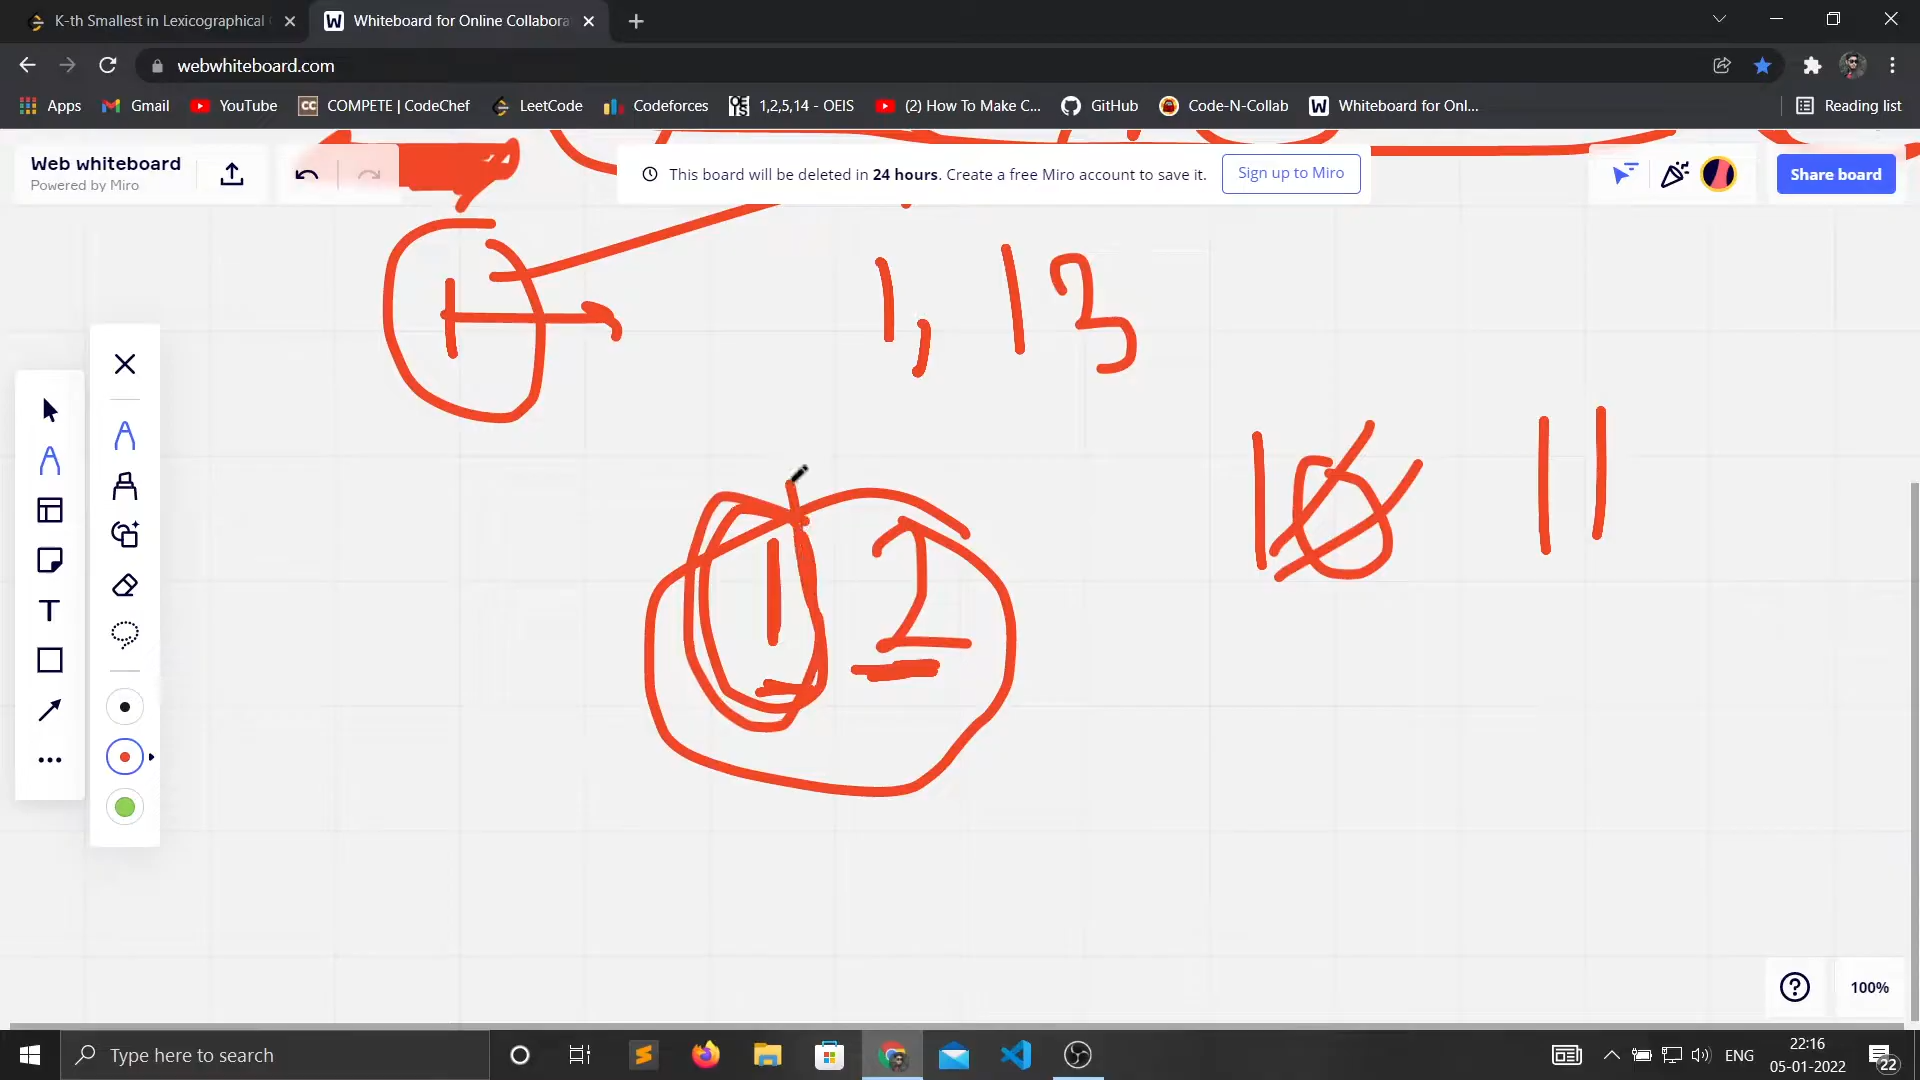 K-th Smallest in Lexicographical
Whiteboard for Online Collabora
webwhiteboard.com
Apps
Gmail
YouTube
CC COMPETE | CodeChef
LeetCode
Codeforces
1,2,5,14 - OEIS
(2) How To Make C...
GitHub
Code-N-Collab
W Whiteboard for Onl...
Reading list
Web whiteboard
Powered by Miro
This board will be deleted in 24 hours. Create a free Miro account to save it.
Sign up to Miro
Share board
1
1, 13
10 11
1 2
T
100%
Type here to search
ENG
22:16
05-01-2022
22